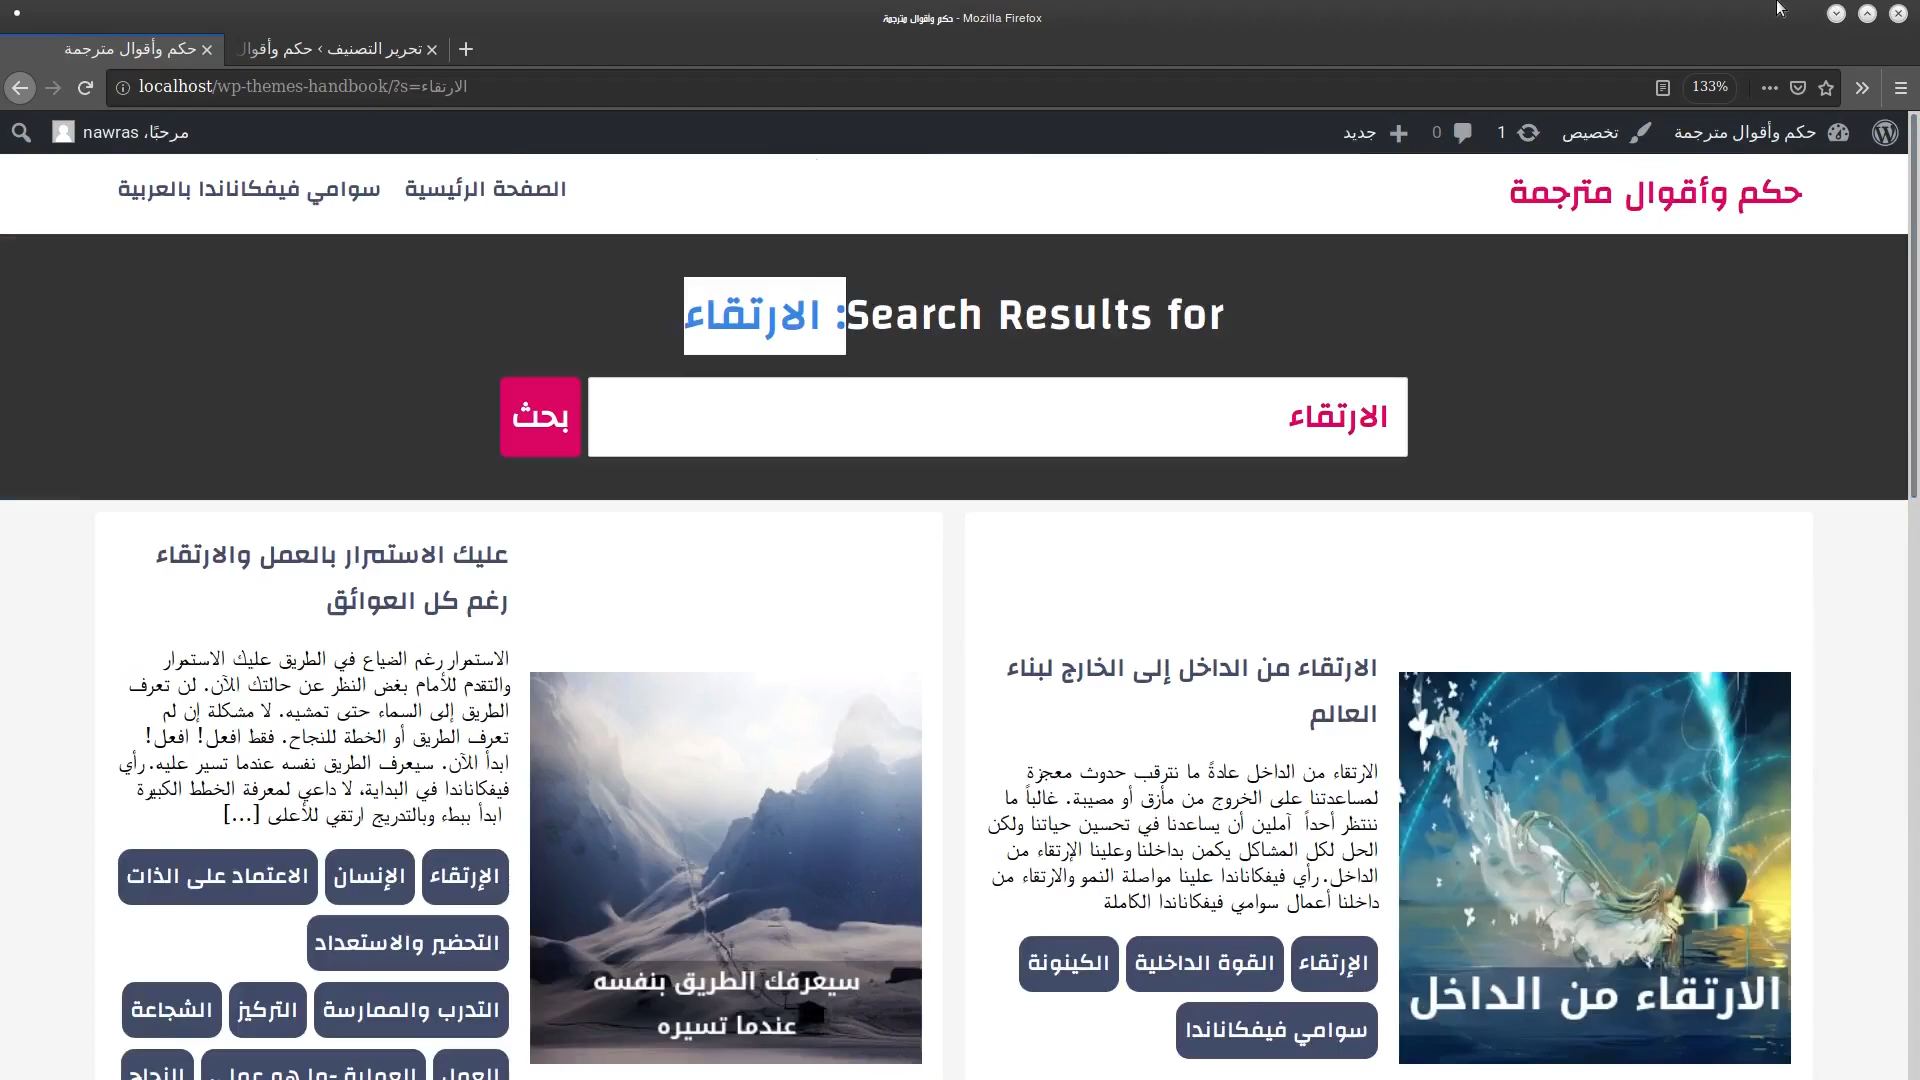 حكم وأقوال مترجمة - Mozilla Firefox
حكم وأقوال مترجمة
تحرير التصنيف ‹ حكم وأقوال
localhost/wp-themes-handbook/?s=الارتقاء
133%
حكم وأقوال مترجمة
تخصيص
1
0
جديد
مرحبًا، nawras
حكم وأقوال مترجمة
الصفحة الرئيسية
سوامي فيفكاناندا بالعربية
Search Results for: الارتقاء
الارتقاء
بحث
الارتقاء من الداخل إلى الخارج لبناء
العالم
الارتقاء من الداخل عادةً ما نترقب حدوث معجزة
لمساعدتنا على الخروج من مأزق أو مصيبة. غالباً ما
ننتظر أحداً آملين أن يساعدنا في تحسين حياتنا ولكن
الحل لكل المشاكل يكمن بداخلنا وعلينا الإرتقاء من
الداخل. رأي فيفكاناندا علينا مواصلة النمو والارتقاء من
داخلنا أعمال سوامي فيفكاناندا الكاملة
الإرتقاء
القوة الداخلية
الكينونة
سوامي فيفكاناندا
الارتقاء من الداخل
عليك الاستمرار بالعمل والارتقاء
رغم كل العوائق
الاستمرار رغم الضياع في الطريق عليك الاستمرار
والتقدم للأمام بغض النظر عن حالتك الآن. لن تعرف
الطريق إلى السماء حتى تمشيه. لا مشكلة إن لم
تعرف الطريق أو الخطة للنجاح. فقط افعل! افعل!
ابدأ الآن. سيعرف الطريق نفسه عندما تسير عليه. رأي
فيفكاناندا في البداية، لا داعي لمعرفة الخطط الكبيرة
ابدأ ببطء وبالتدريج ارتقي للأعلى […]
الإرتقاء
الإنسان
الاعتماد على الذات
التحضير والاستعداد
التدرب والممارسة
التركيز
الشجاعة
العمل
النجاح
سيعرفك الطريق بنفسه
عندما تسيره